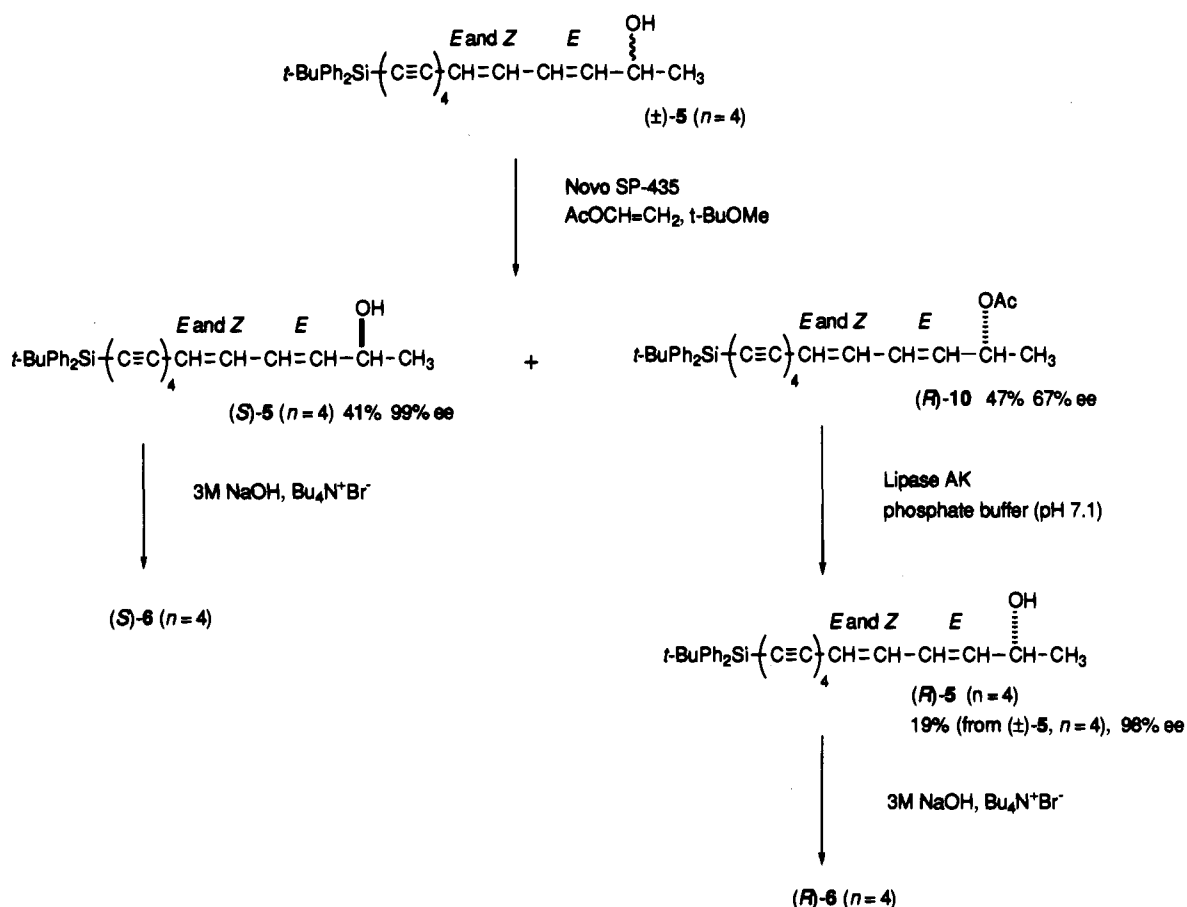 OH
E and Z E
t-BuPh₂Si-(C≡C)₄CH=CH-CH=CH-CH-CH₃
(±)-5 (n = 4)
Novo SP-435
AcOCH=CH₂, t-BuOMe
OH
E and Z E
t-BuPh₂Si-(C≡C)₄CH=CH-CH=CH-CH-CH₃
(S)-5 (n = 4) 41% 99% ee
+
OAc
E and Z E
t-BuPh₂Si-(C≡C)₄CH=CH-CH=CH-CH-CH₃
(R)-10 47% 67% ee
3M NaOH, Bu₄N⁺Br⁻
(S)-6 (n = 4)
Lipase AK
phosphate buffer (pH 7.1)
OH
E and Z E
t-BuPh₂Si-(C≡C)₄CH=CH-CH=CH-CH-CH₃
(R)-5 (n = 4)
19% (from (±)-5, n = 4), 98% ee
3M NaOH, Bu₄N⁺Br⁻
(R)-6 (n = 4)